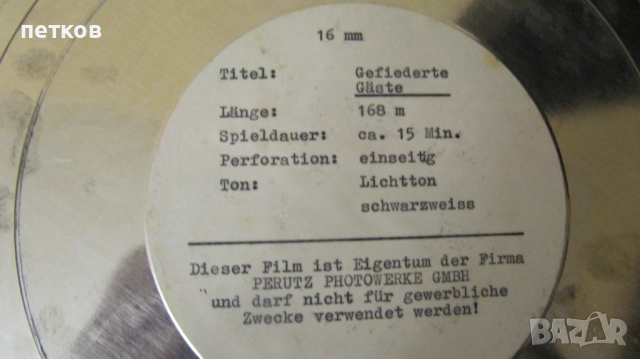 петков
16 mm
Titel: Gefiederte
Gäste
Länge: 168 m
Spieldauer: ca. 15 Min.
Perforation: einseitg
Ton: Lichtton
schwarzweiss
Dieser Film ist Eigentum der Firma
PERUTZ PHOTOWERKE GMBH
und darf nicht für gewerbliche
Zwecke verwendet werden!
BAZAR